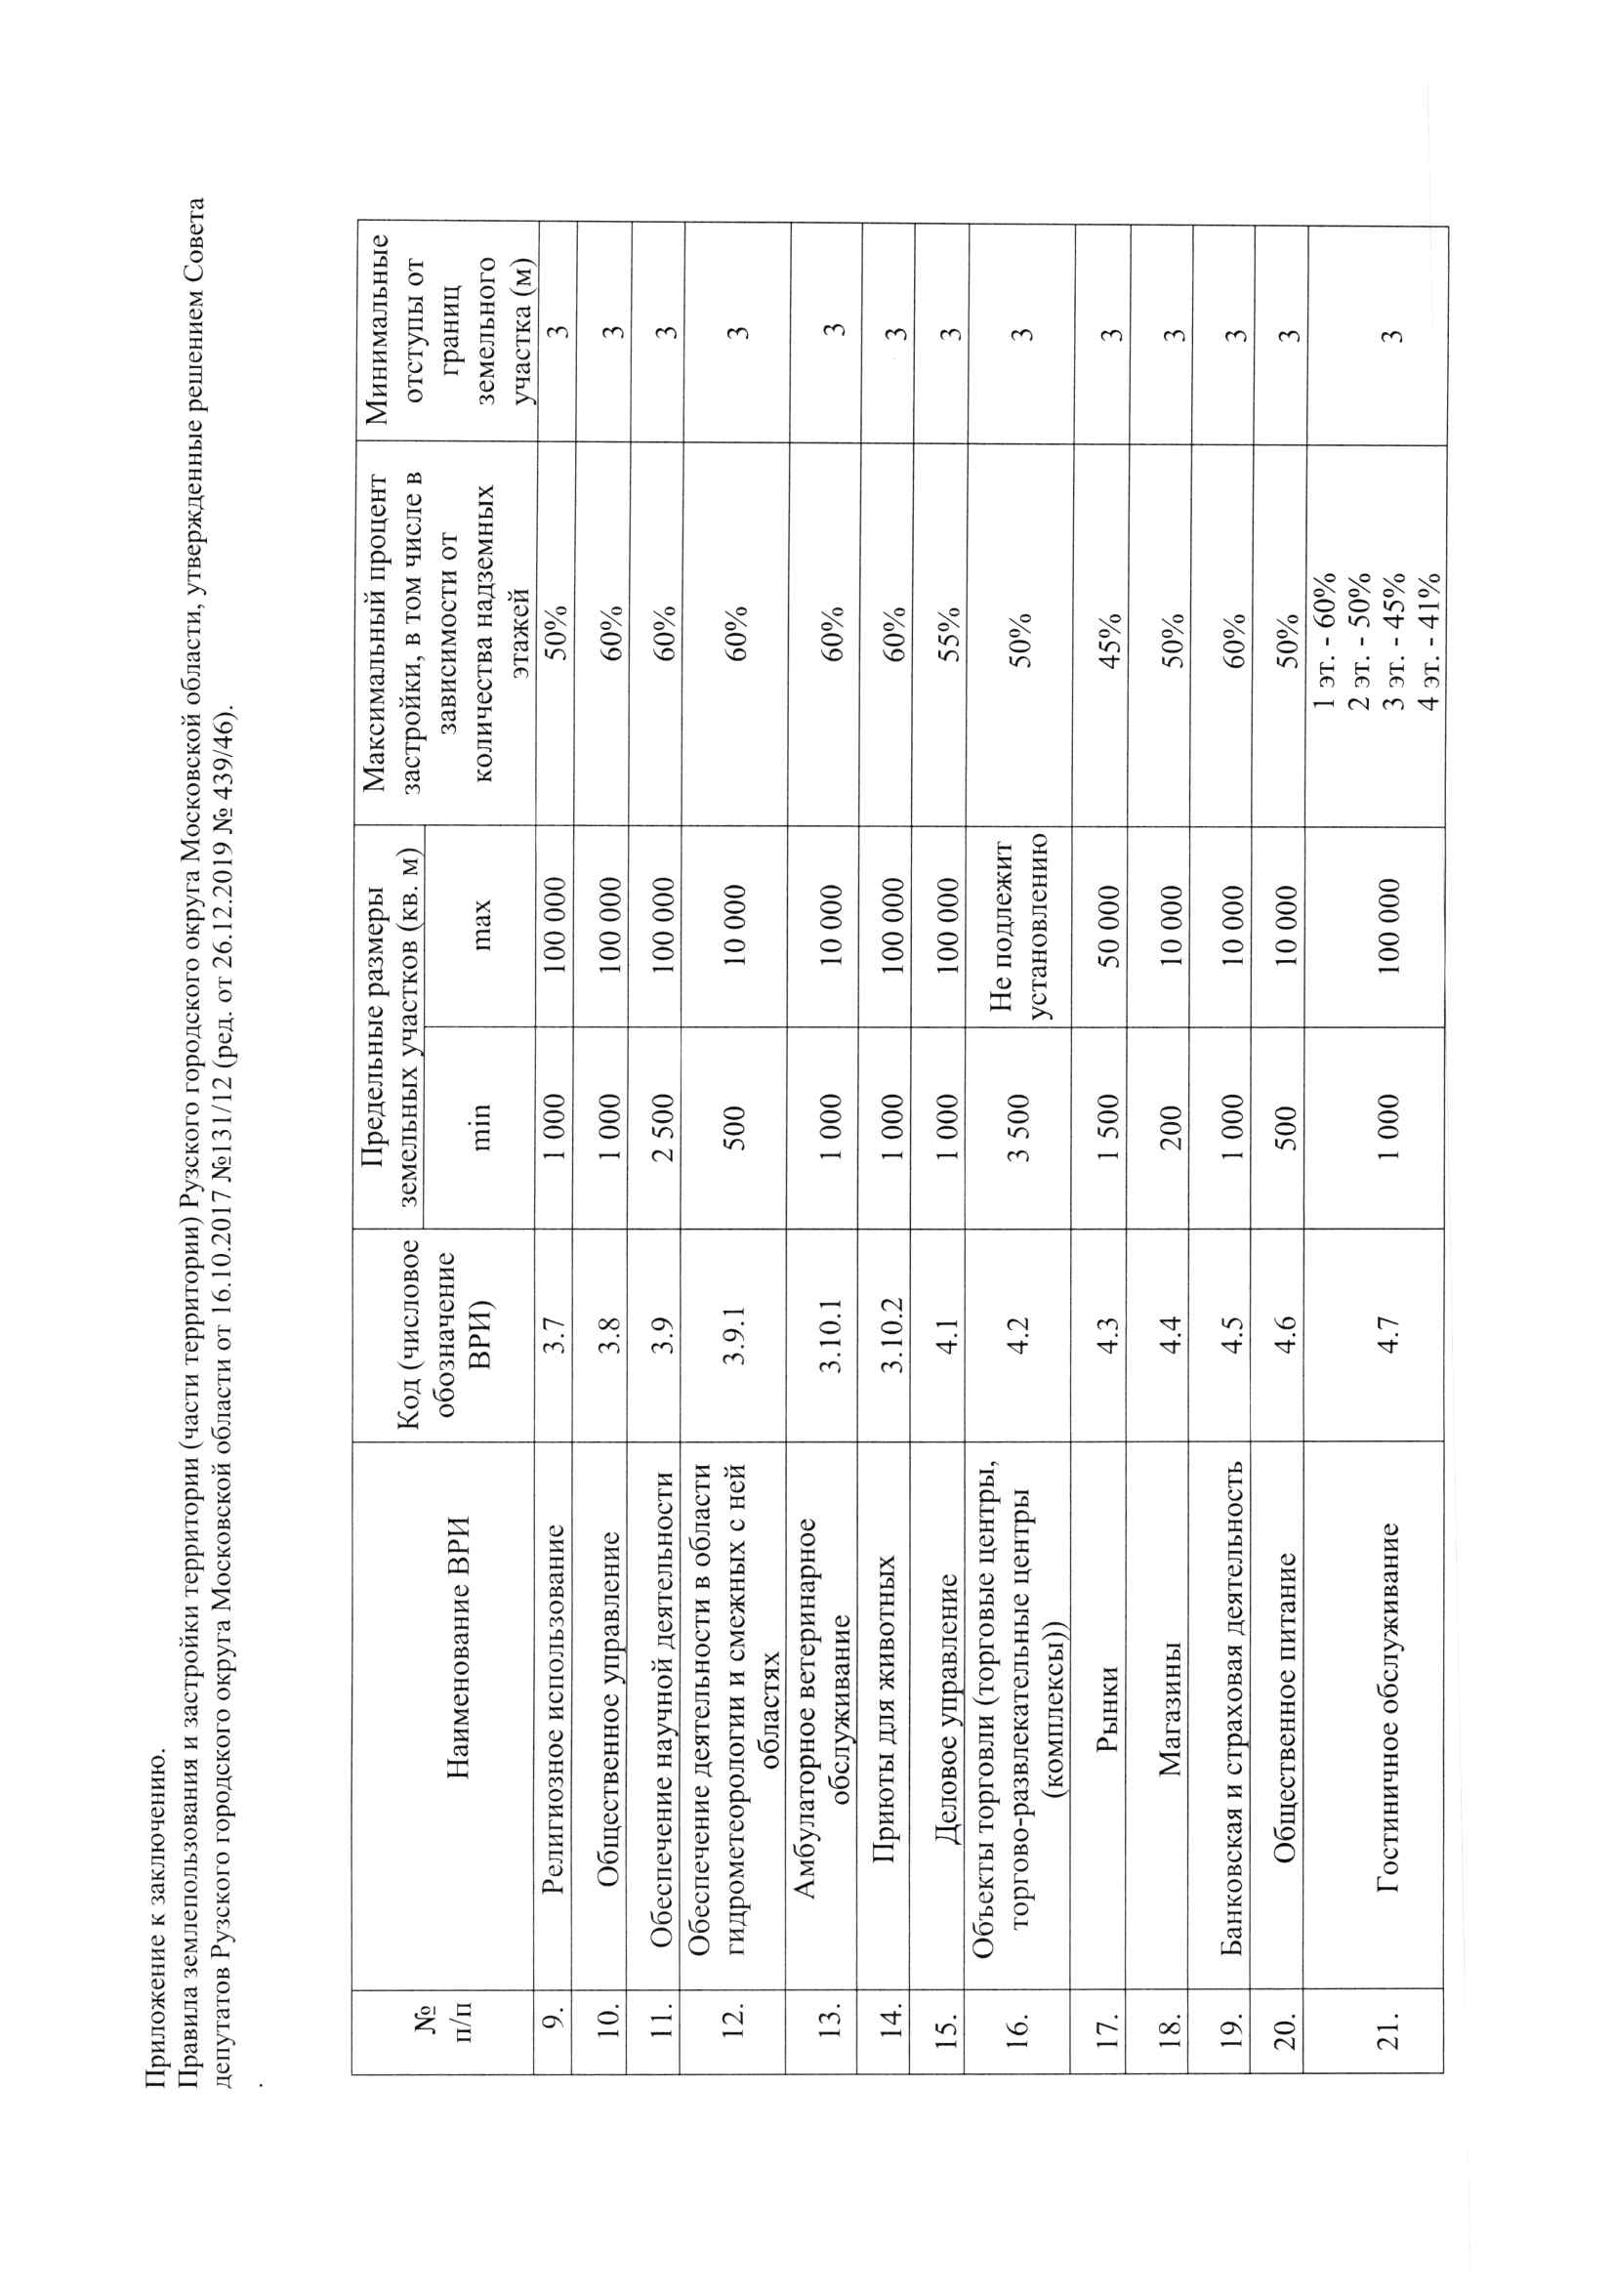 Приложение к заключению.
Правила землепользования и застройки территории (части территории) Рузского городского округа Московской области, утвержденные решением Совета
депутатов Рузского городского округа Московской области от 16.10.2017 №131/12 (ред. от 26.12.2019 № 439/46).
.
№
п/п
Наименование ВРИ
Код (числовое
обозначение
ВРИ)
Предельные размеры
земельных участков (кв. м)
min
max
Максимальный процент
застройки, в том числе в
зависимости от
количества надземных
этажей
Минимальные
отступы от
границ
земельного
участка (м)
9. Религиозное использование 3.7 1 000 100 000 50% 3
10. Общественное управление 3.8 1 000 100 000 60% 3
11. Обеспечение научной деятельности 3.9 2 500 100 000 60% 3
Обеспечение деятельности в области
12. гидрометеорологии и смежных с ней 3.9.1 500 10 000 60% 3
областях
Амбулаторное ветеринарное
13. обслуживание 3.10.1 1 000 10 000 60% 3
14. Приюты для животных 3.10.2 1 000 100 000 60% 3
15. Деловое управление 4.1 1 000 100 000 55% 3
Объекты торговли (торговые центры, Не подлежит
16. торгово-развлекательные центры 4.2 3 500 установлению 50% 3
(комплексы))
17. Рынки 4.3 1 500 50 000 45% 3
18. Магазины 4.4 200 10 000 50% 3
19. Банковская и страховая деятельность 4.5 1 000 10 000 60% 3
20. Общественное питание 4.6 500 10 000 50% 3
21. Гостиничное обслуживание 4.7 1 000 100 000 1 эт. - 60% 3
2 эт. - 50%
3 эт. - 45%
4 эт. - 41%